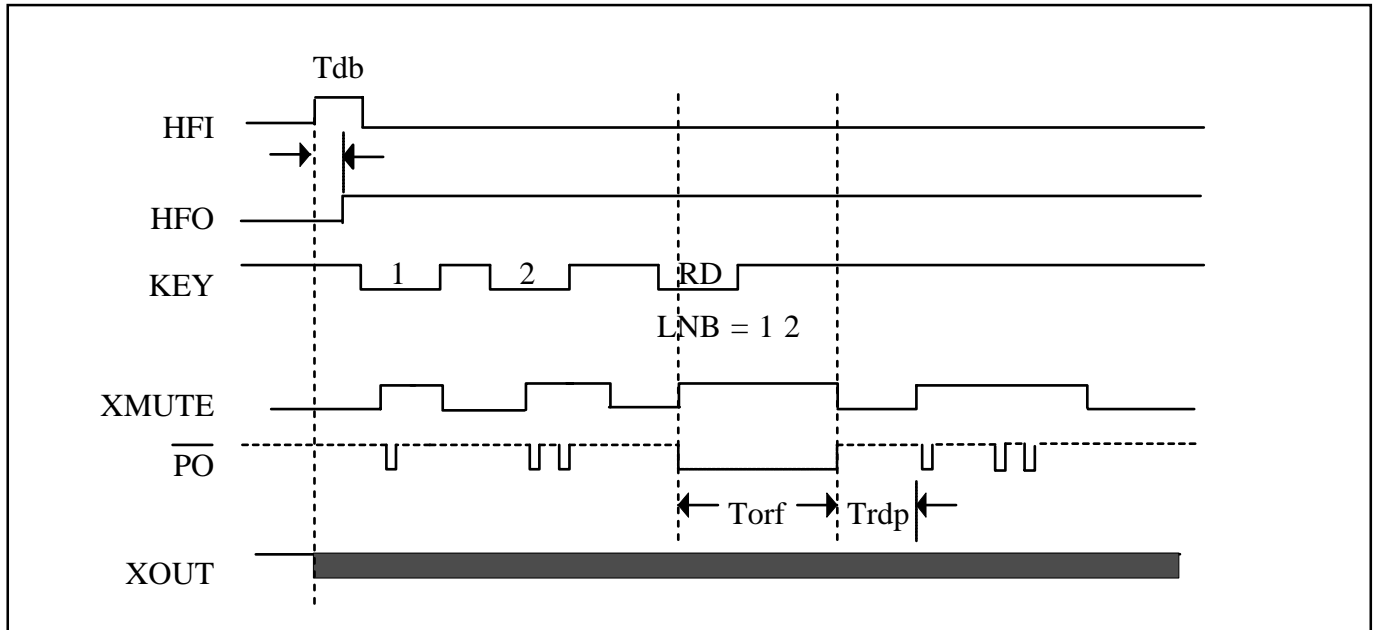 Tdb
HFI
HFO
KEY 1 2 RD
LNB = 1 2
XMUTE
PO
Torf Trdp
XOUT